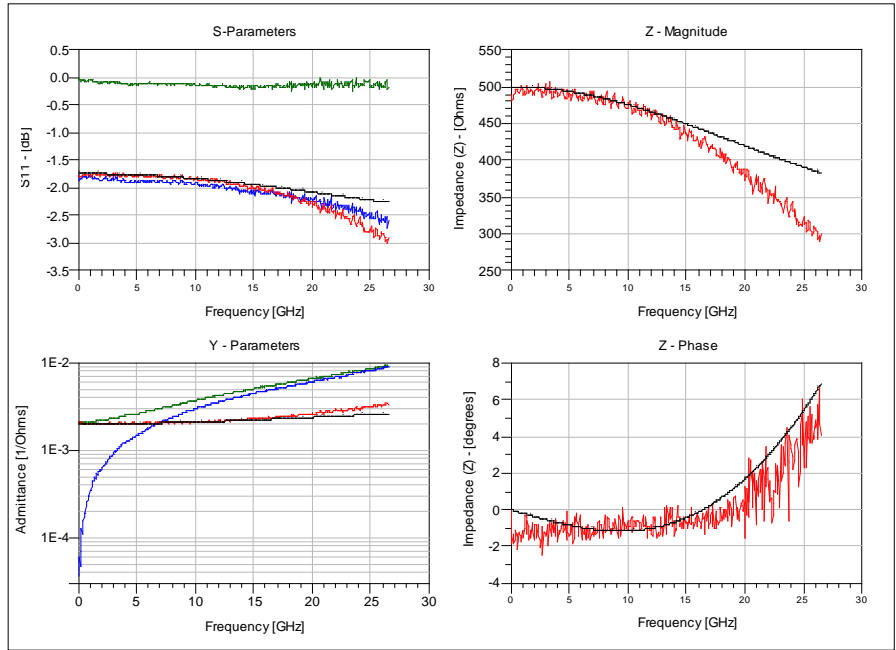 S-Parameters
0.5
0.0
-0.5
-1.0
-1.5
-2.0
-2.5
-3.0
-3.5
S11 - [dB]
0 5 10 15 20 25 30
Frequency [GHz]
Z - Magnitude
550
500
450
400
350
300
250
Impedance (Z) - [Ohms]
0 5 10 15 20 25 30
Frequency [GHz]
Y - Parameters
1E-2
1E-3
1E-4
Admittance [1/Ohms]
0 5 10 15 20 25 30
Frequency [GHz]
Z - Phase
8
6
4
2
0
-2
-4
Impedance (Z) - [degrees]
0 5 10 15 20 25 30
Frequency [GHz]